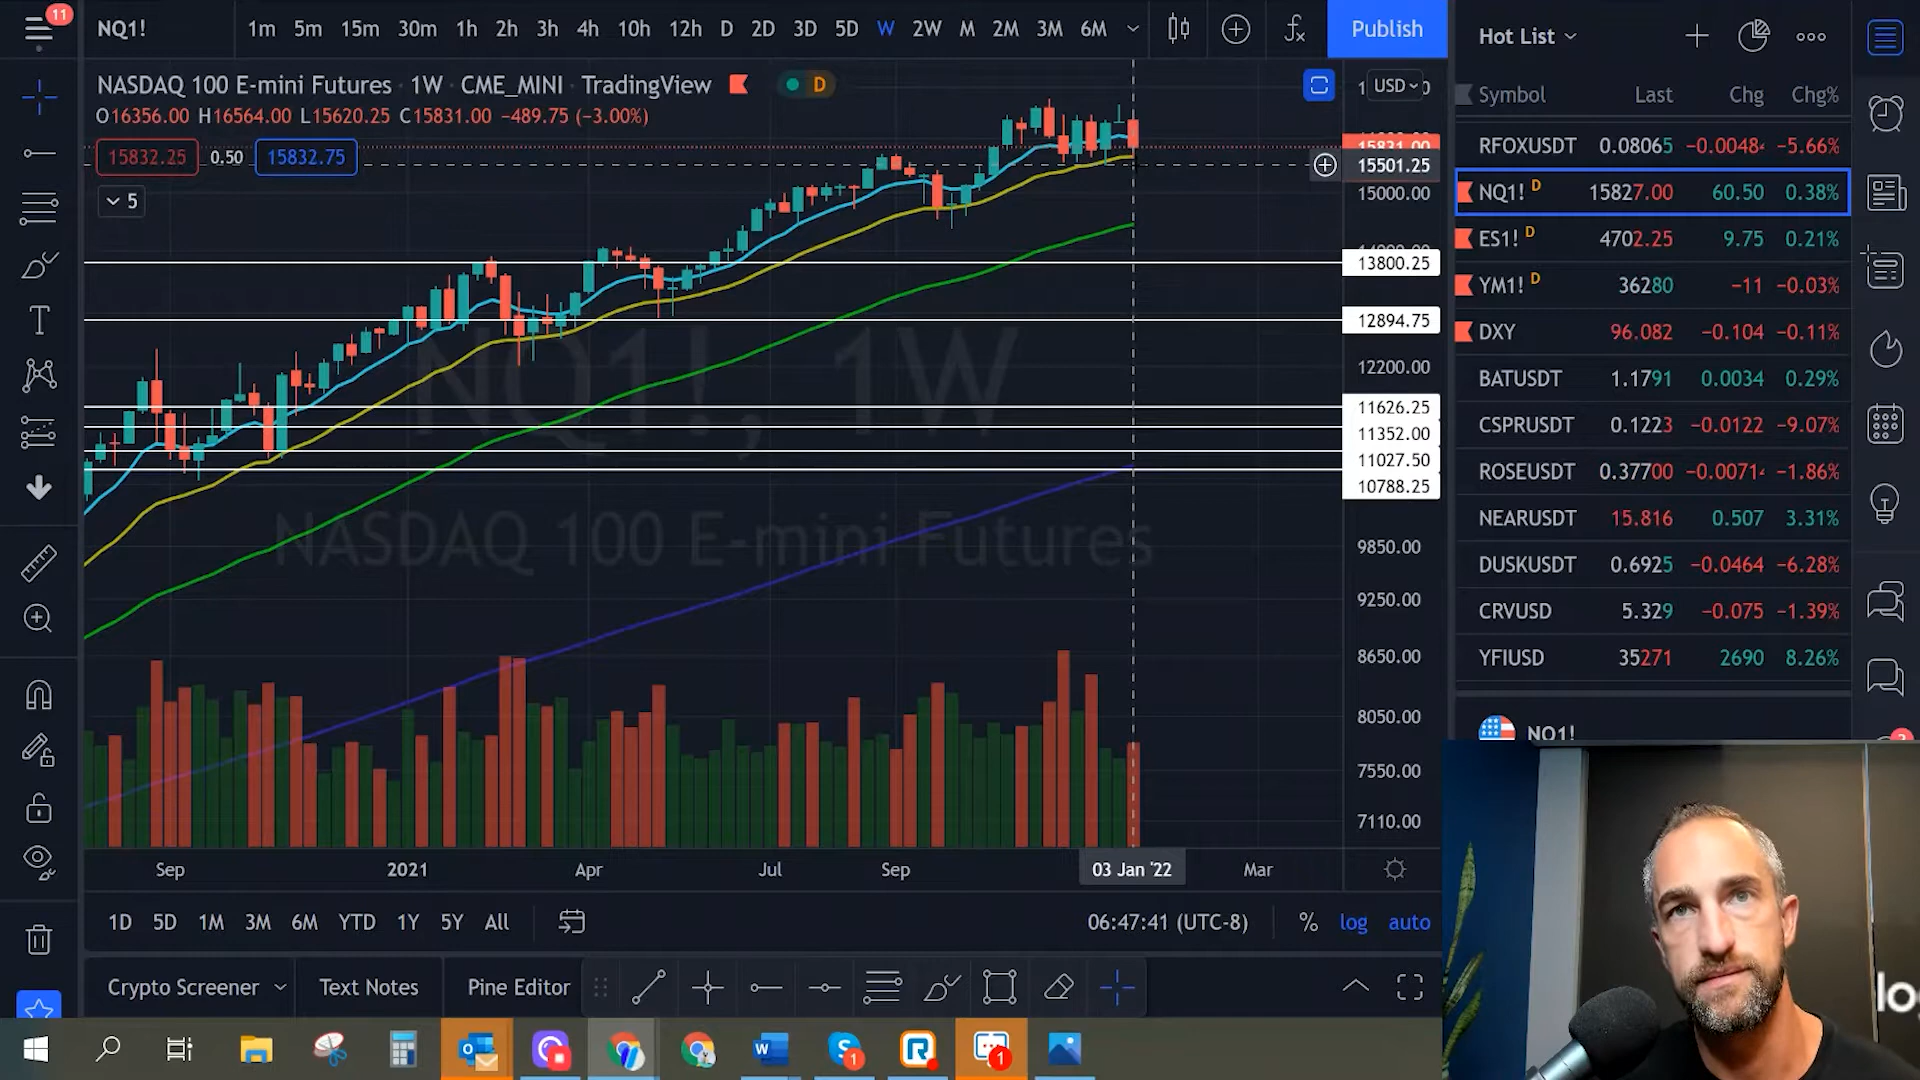 11
NQ1!
1m 5m 15m 30m 1h 2h 3h 4h 10h 12h D 2D 3D 5D W 2W M 2M 3M 6M
Publish
Hot List
NASDAQ 100 E-mini Futures · 1W · CME_MINI · TradingView
D
USD
O16356.00 H16564.00 L15620.25 C15831.00 −489.75 (−3.00%)
15832.25 0.50 15832.75
5
15831.00
15501.25
15000.00
13800.25
12894.75
12200.00
11626.25
11352.00
11027.50
10788.25
9850.00
9250.00
8650.00
8050.00
7550.00
7110.00
NQ1!, 1W
NASDAQ 100 E-mini Futures
Sep 2021 Apr Jul Sep 03 Jan '22 Mar
1D 5D 1M 3M 6M YTD 1Y 5Y All
06:47:41 (UTC-8) % log auto
Crypto Screener Text Notes Pine Editor
Symbol Last Chg Chg%
RFOXUSDT 0.08065 −0.0048 −5.66%
NQ1! D 15827.00 60.50 0.38%
ES1! D 4702.25 9.75 0.21%
YM1! D 36280 −11 −0.03%
DXY 96.082 −0.104 −0.11%
BATUSDT 1.1791 0.0034 0.29%
CSPRUSDT 0.1223 −0.0122 −9.07%
ROSEUSDT 0.37700 −0.0071 −1.86%
NEARUSDT 15.816 0.507 3.31%
DUSKUSDT 0.6925 −0.0464 −6.28%
CRVUSD 5.329 −0.075 −1.39%
YFIUSD 35271 2690 8.26%
NQ1!
lo
1
1